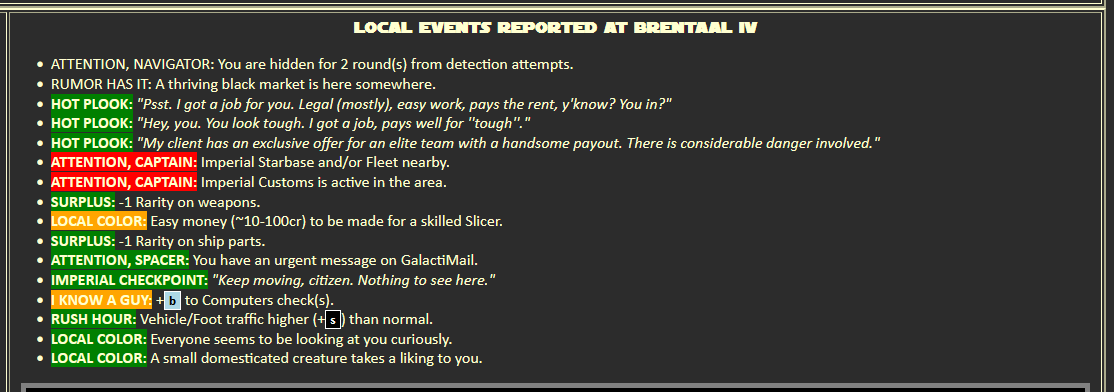 LOCAL EVENTS REPORTED AT BRENTAAL IV
• ATTENTION, NAVIGATOR: You are hidden for 2 round(s) from detection attempts.
• RUMOR HAS IT: A thriving black market is here somewhere.
• HOT PLOOK: "Psst. I got a job for you. Legal (mostly), easy work, pays the rent, y'know? You in?"
• HOT PLOOK: "Hey, you. You look tough. I got a job, pays well for "tough"."
• HOT PLOOK: "My client has an exclusive offer for an elite team with a handsome payout. There is considerable danger involved."
• ATTENTION, CAPTAIN: Imperial Starbase and/or Fleet nearby.
• ATTENTION, CAPTAIN: Imperial Customs is active in the area.
• SURPLUS: -1 Rarity on weapons.
• LOCAL COLOR: Easy money (~10-100cr) to be made for a skilled Slicer.
• SURPLUS: -1 Rarity on ship parts.
• ATTENTION, SPACER: You have an urgent message on GalactiMail.
• IMPERIAL CHECKPOINT: "Keep moving, citizen. Nothing to see here."
• I KNOW A GUY: +b to Computers check(s).
• RUSH HOUR: Vehicle/Foot traffic higher (+s) than normal.
• LOCAL COLOR: Everyone seems to be looking at you curiously.
• LOCAL COLOR: A small domesticated creature takes a liking to you.